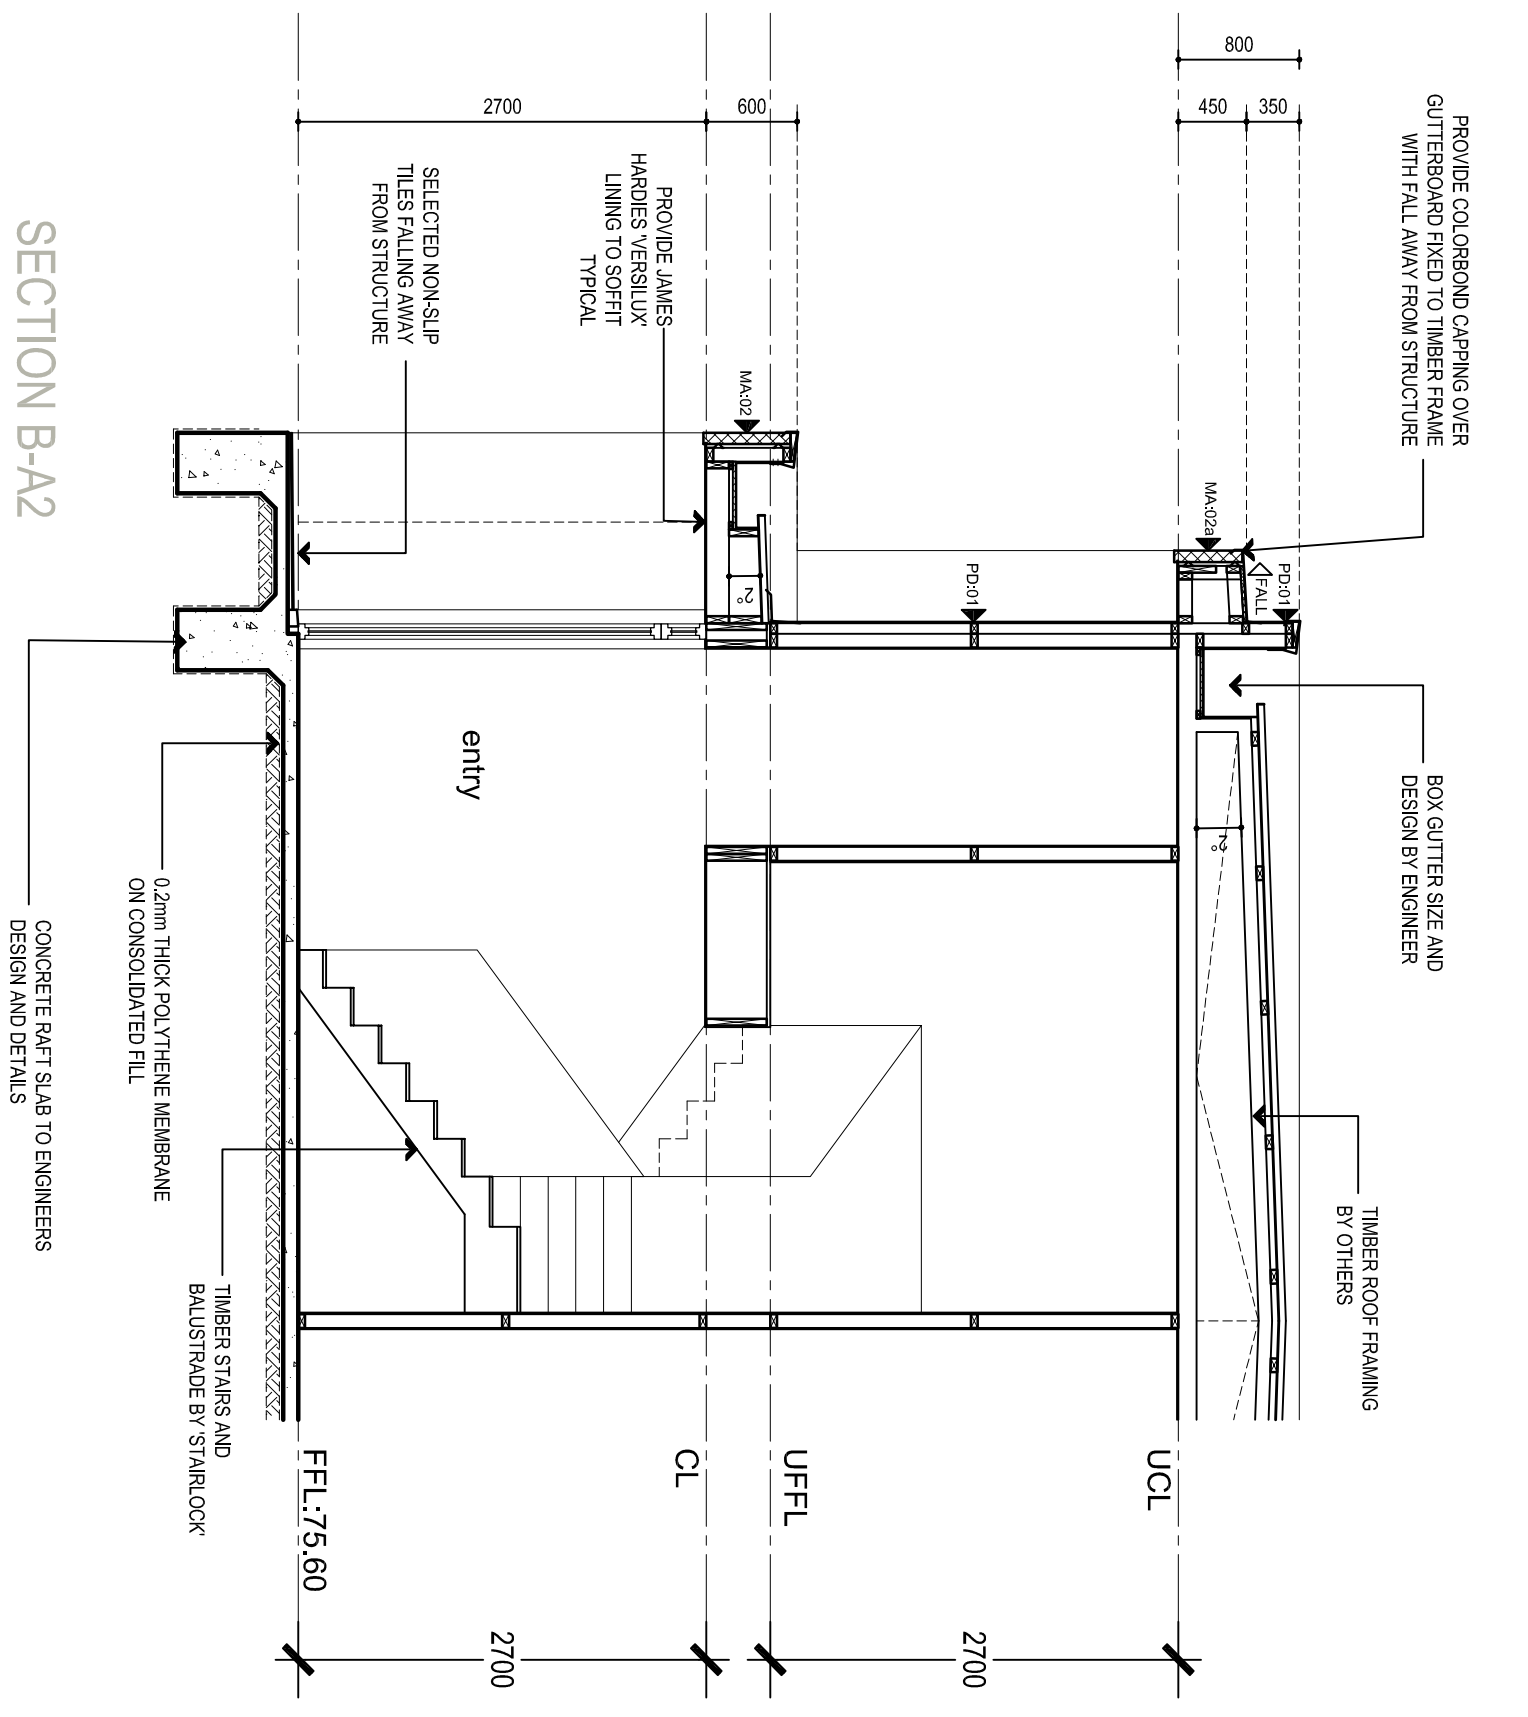 PROVIDE COLORBOND CAPPING OVER
GUTTERBOARD FIXED TO TIMBER FRAME
WITH FALL AWAY FROM STRUCTURE
BOX GUTTER SIZE AND
DESIGN BY ENGINEER
TIMBER ROOF FRAMING
BY OTHERS
800
350
450
600
2700
PD:01
FALL
MA:02a
PD:01
MA:02
2°
2°
PROVIDE JAMES
HARDIES 'VERSILUX'
LINING TO SOFFIT
TYPICAL
SELECTED NON-SLIP
TILES FALLING AWAY
FROM STRUCTURE
entry
UCL
UFFL
CL
FFL:75.60
2700
2700
TIMBER STAIRS AND
BALUSTRADE BY 'STAIRLOCK'
0.2mm THICK POLYTHENE MEMBRANE
ON CONSOLIDATED FILL
CONCRETE RAFT SLAB TO ENGINEERS
DESIGN AND DETAILS
SECTION B-A2